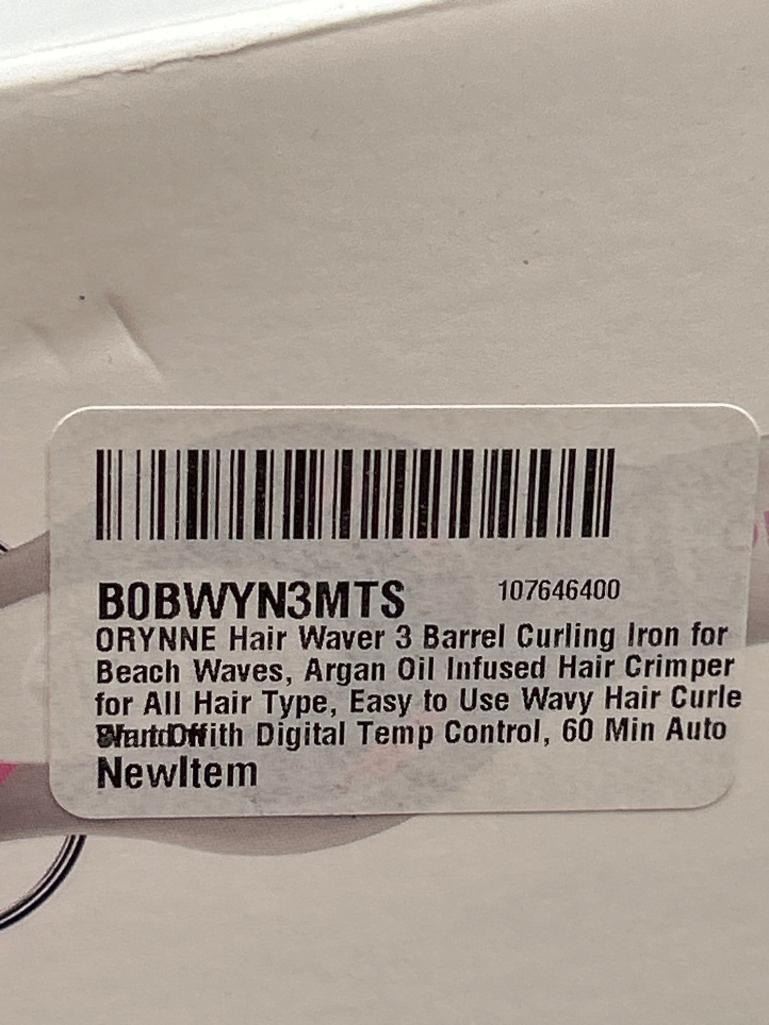 B0BWYN3MTS 107646400
ORYNNE Hair Waver 3 Barrel Curling Iron for
Beach Waves, Argan Oil Infused Hair Crimper
for All Hair Type, Easy to Use Wavy Hair Curle
Digital Temp Control, 60 Min Auto
NewItem